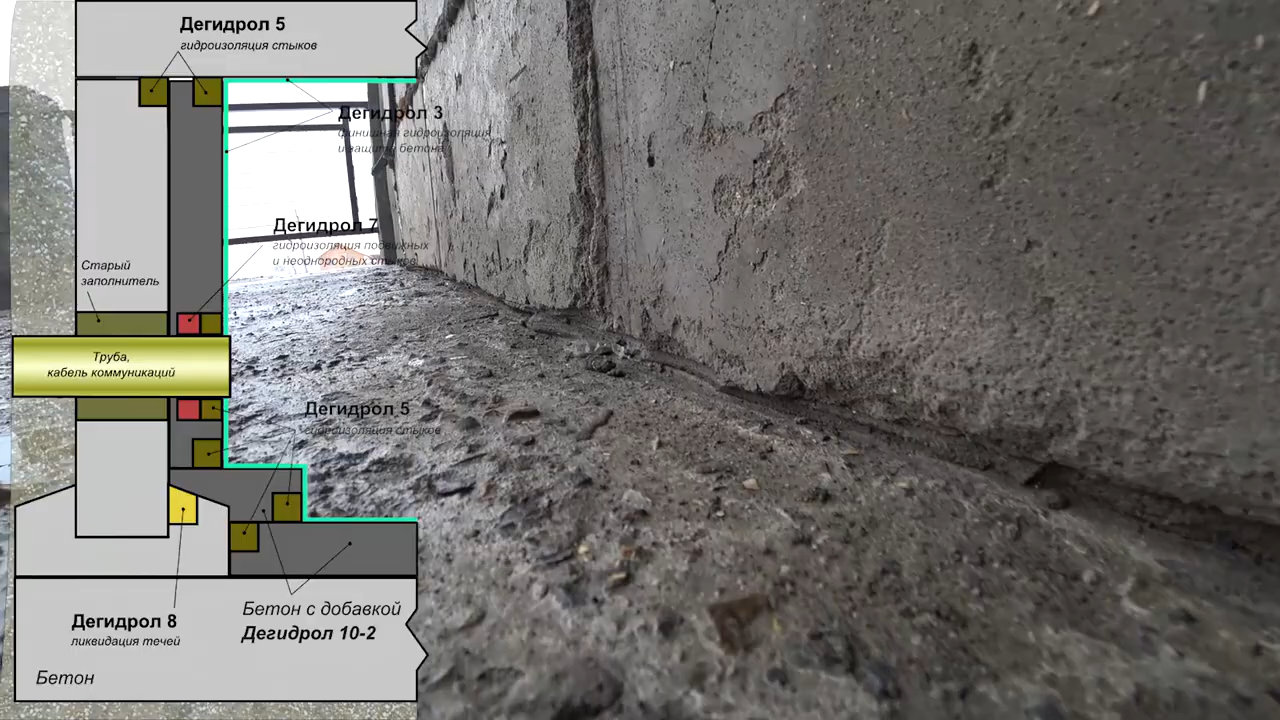 Дегидрол 5
гидроизоляция стыков
Дегидрол 3
финишная гидроизоляция
и защита бетона
Дегидрол 7
гидроизоляция подвижных
и неоднородных стыков
Старый
заполнитель
Труба,
кабель коммуникаций
Дегидрол 5
гидроизоляция стыков
Дегидрол 8
ликвидация течей
Бетон с добавкой
Дегидрол 10-2
Бетон